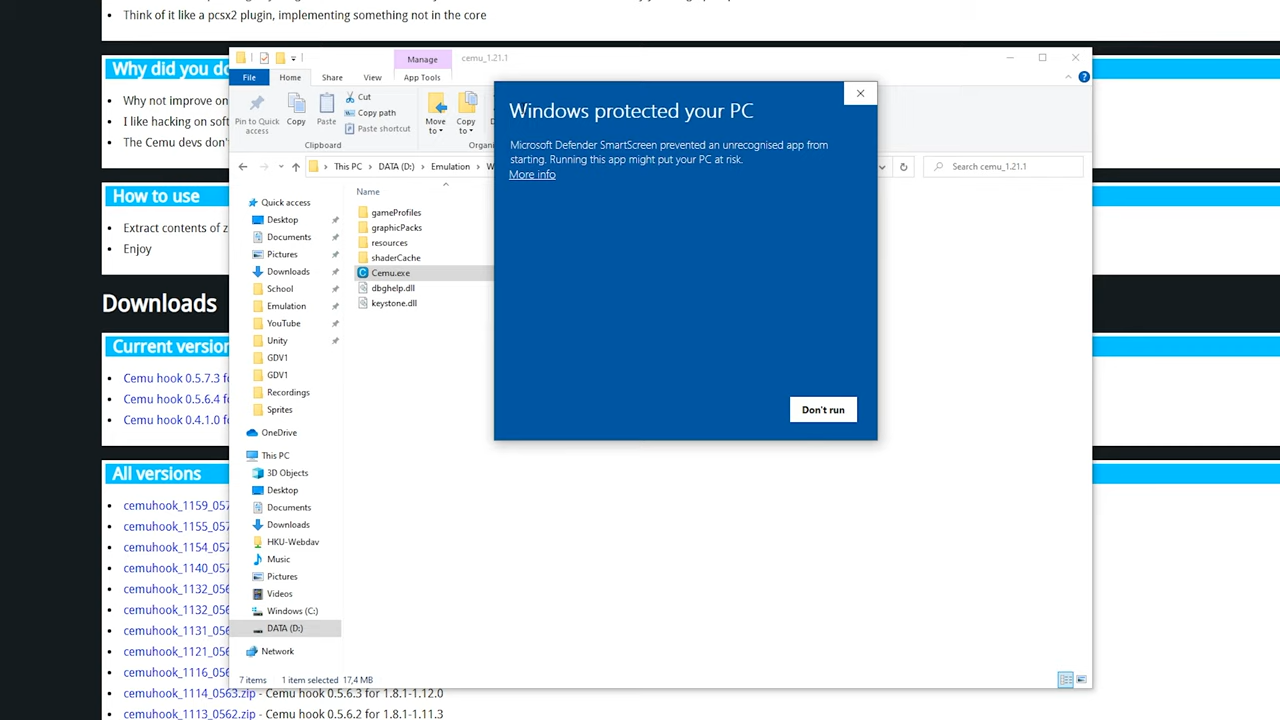 Think of it like a pcsx2 plugin, implementing something not in the core
Why did you do
Why not improve on
I like hacking on soft
The Cemu devs don't
How to use
Extract contents of z
Enjoy
Downloads
Current version
Cemu hook 0.5.7.3 fo
Cemu hook 0.5.6.4 fo
Cemu hook 0.4.1.0 fo
All versions
cemuhook_1159_057
cemuhook_1155_057
cemuhook_1154_057
cemuhook_1140_057
cemuhook_1132_056
cemuhook_1132_056
cemuhook_1131_056
cemuhook_1121_056
cemuhook_1116_056
cemuhook_1114_0563.zip - Cemu hook 0.5.6.3 for 1.8.1-1.12.0
cemuhook_1113_0562.zip - Cemu hook 0.5.6.2 for 1.8.1-1.11.3
Manage
cemu_1.21.1
File
Home
Share
View
App Tools
Pin to Quick access
Copy
Paste
Cut
Copy path
Paste shortcut
Clipboard
Move to
Copy to
Organ
This PC
DATA (D:)
Emulation
W
Search cemu_1.21.1
Quick access
Desktop
Documents
Pictures
Downloads
School
Emulation
YouTube
Unity
GDV1
GDV1
Recordings
Sprites
OneDrive
This PC
3D Objects
Desktop
Documents
Downloads
HKU-Webdav
Music
Pictures
Videos
Windows (C:)
DATA (D:)
Network
Name
gameProfiles
graphicPacks
resources
shaderCache
Cemu.exe
dbghelp.dll
keystone.dll
7 items
1 item selected 17,4 MB
Windows protected your PC
Microsoft Defender SmartScreen prevented an unrecognised app from
starting. Running this app might put your PC at risk.
More info
Don't run